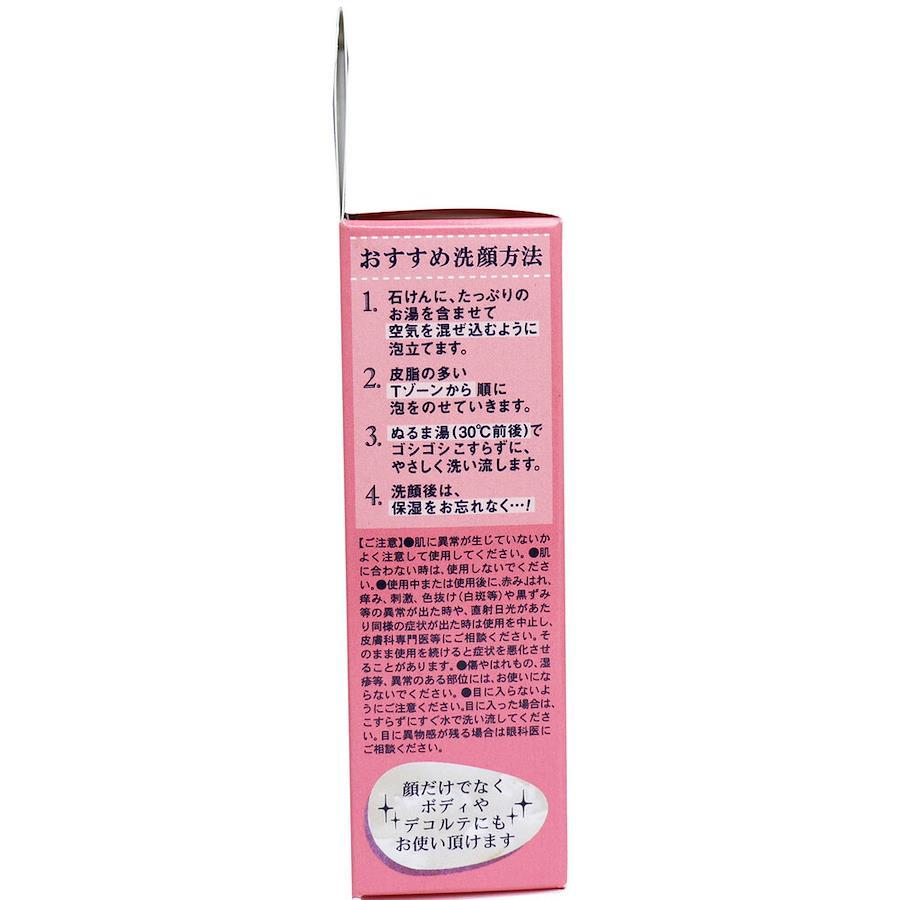 おすすめ洗顔方法
1. 石けんに、たっぷりの
お湯を含ませて
空気を混ぜ込むように
泡立てます。
2. 皮脂の多い
Tゾーンから 順に
泡をのせていきます。
3. ぬるま湯(30℃前後)で
ゴシゴシこすらずに、
やさしく洗い流します。
4. 洗顔後は、
保湿をお忘れなく…!
【ご注意】●肌に異常が生じていないか
よく注意して使用してください。●肌
に合わない時は、使用しないでくださ
い。●使用中または使用後に、赤み、はれ、
痒み、刺激、色抜け(白斑等)や黒ずみ
等の異常が出た時や、直射日光があた
り同様の症状が出た時は使用を中止し、
皮膚科専門医等にご相談ください。そ
のまま使用を続けると症状を悪化させ
ることがあります。●傷やはれもの、湿
疹等、異常のある部位には、お使いにな
らないでください。●目に入らないよ
うにご注意ください。目に入った場合は、
こすらずにすぐ水で洗い流してくださ
い。目に異物感が残る場合は眼科医に
ご相談ください。
顔だけでなく
ボディや
デコルテにも
お使い頂けます